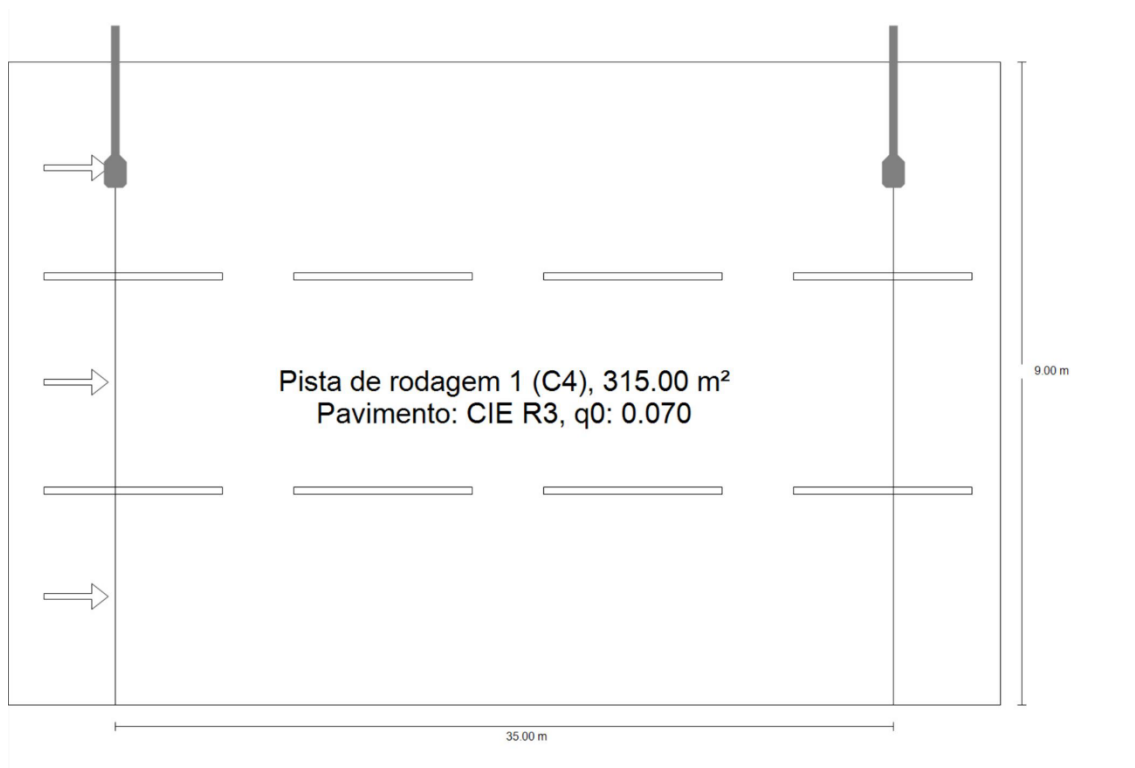 Pista de rodagem 1 (C4), 315.00 m²
Pavimento: CIE R3, q0: 0.070
9.00 m
35.00 m